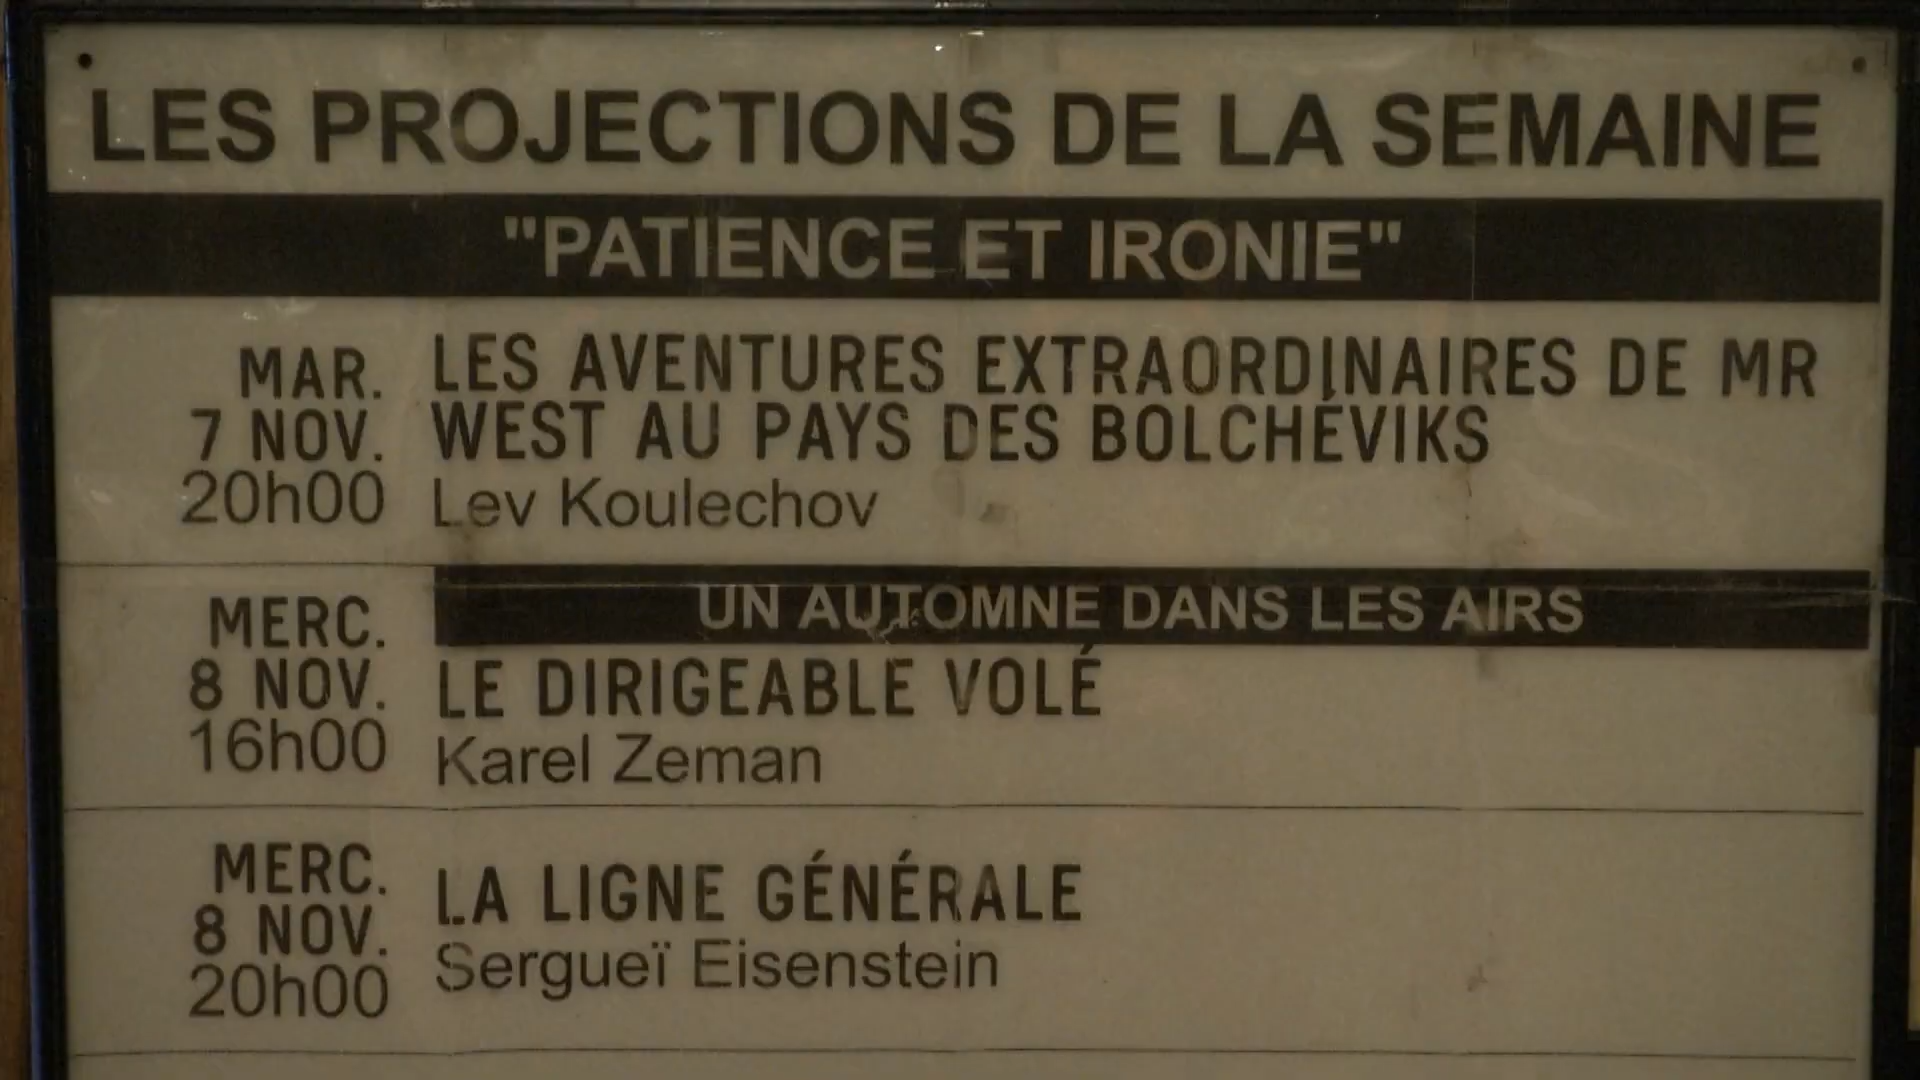 LES PROJECTIONS DE LA SEMAINE
"PATIENCE ET IRONIE"
MAR.
7 NOV.
20h00
LES AVENTURES EXTRAORDINAIRES DE MR
WEST AU PAYS DES BOLCHÉVIKS
Lev Koulechov
MERC.
8 NOV.
16h00
UN AUTOMNE DANS LES AIRS
LE DIRIGEABLE VOLÉ
Karel Zeman
MERC.
8 NOV.
20h00
LA LIGNE GÉNÉRALE
Sergueï Eisenstein